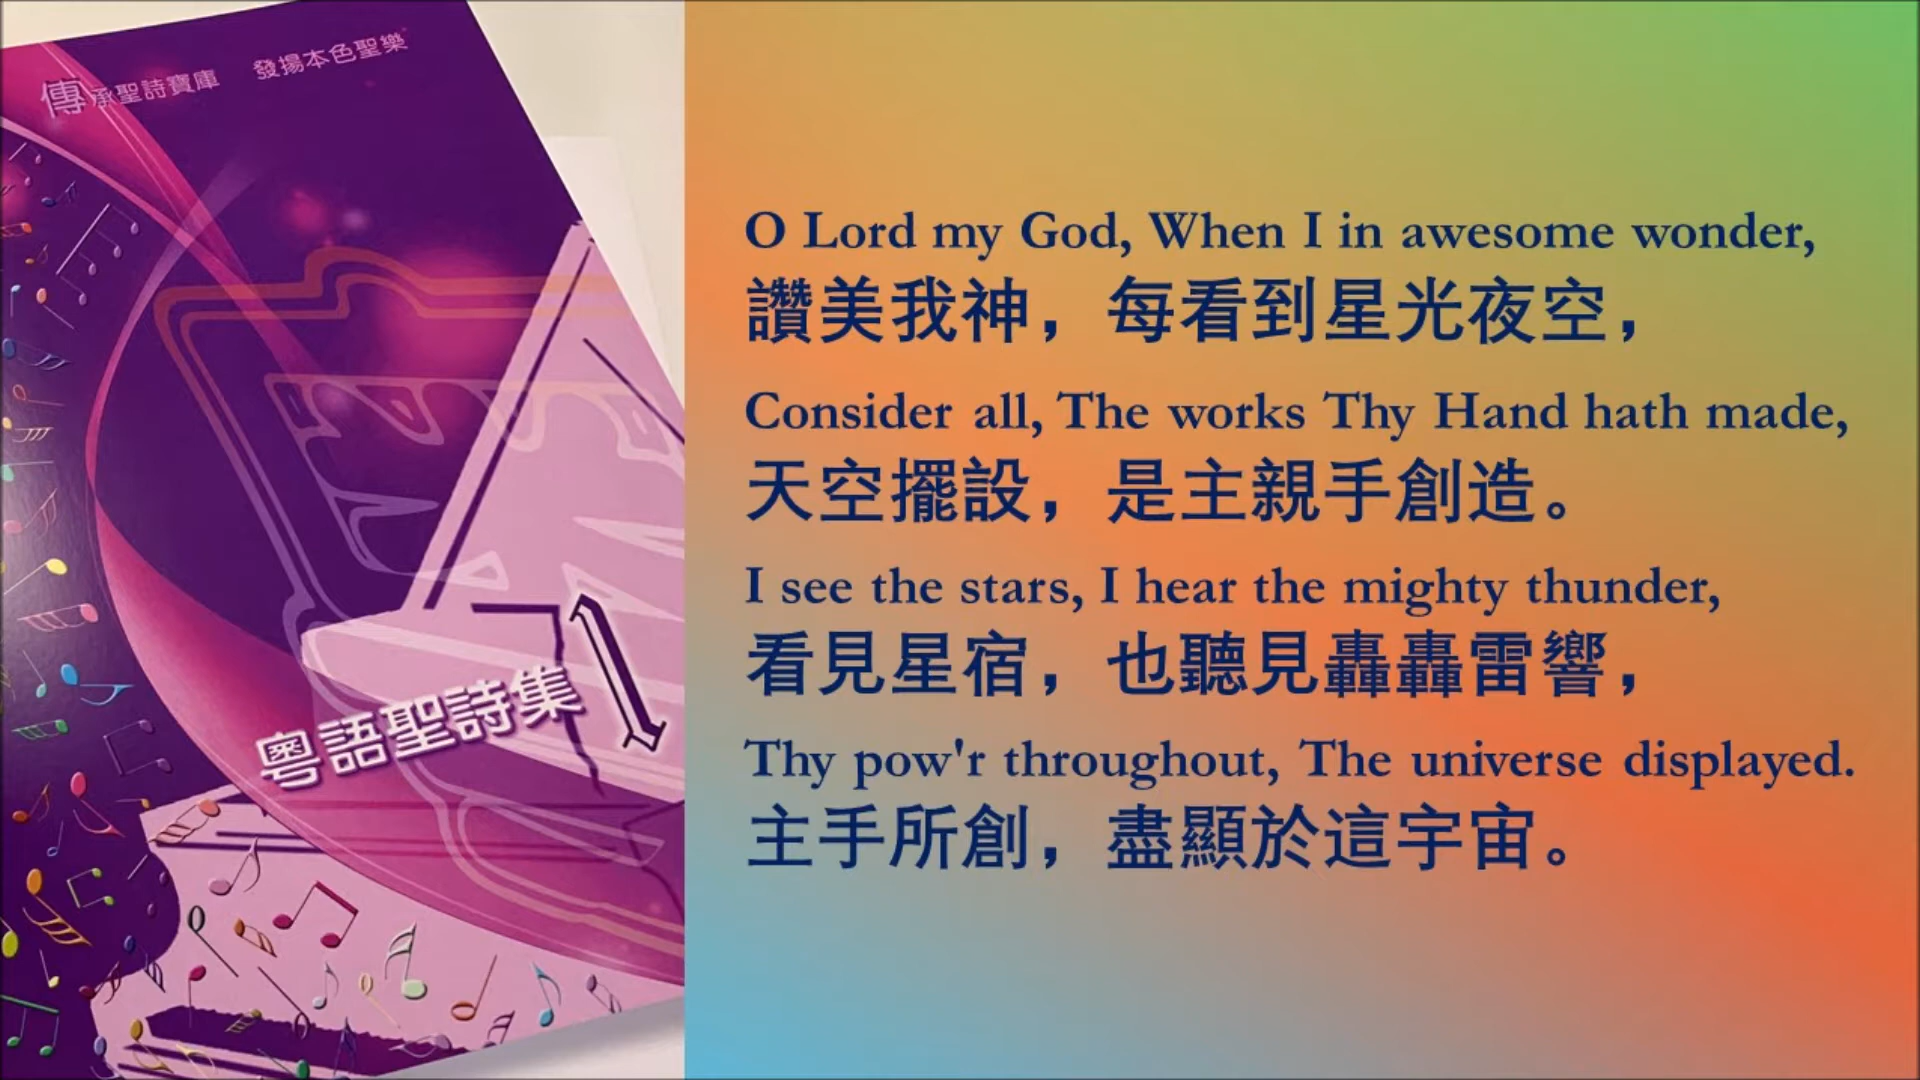 傳承聖詩寶庫 發揚本色聖樂
粵語聖詩集 1
O Lord my God, When I in awesome wonder,
讚美我神，每看到星光夜空，
Consider all, The works Thy Hand hath made,
天空擺設，是主親手創造。
I see the stars, I hear the mighty thunder,
看見星宿，也聽見轟轟雷響，
Thy pow'r throughout, The universe displayed.
主手所創，盡顯於這宇宙。